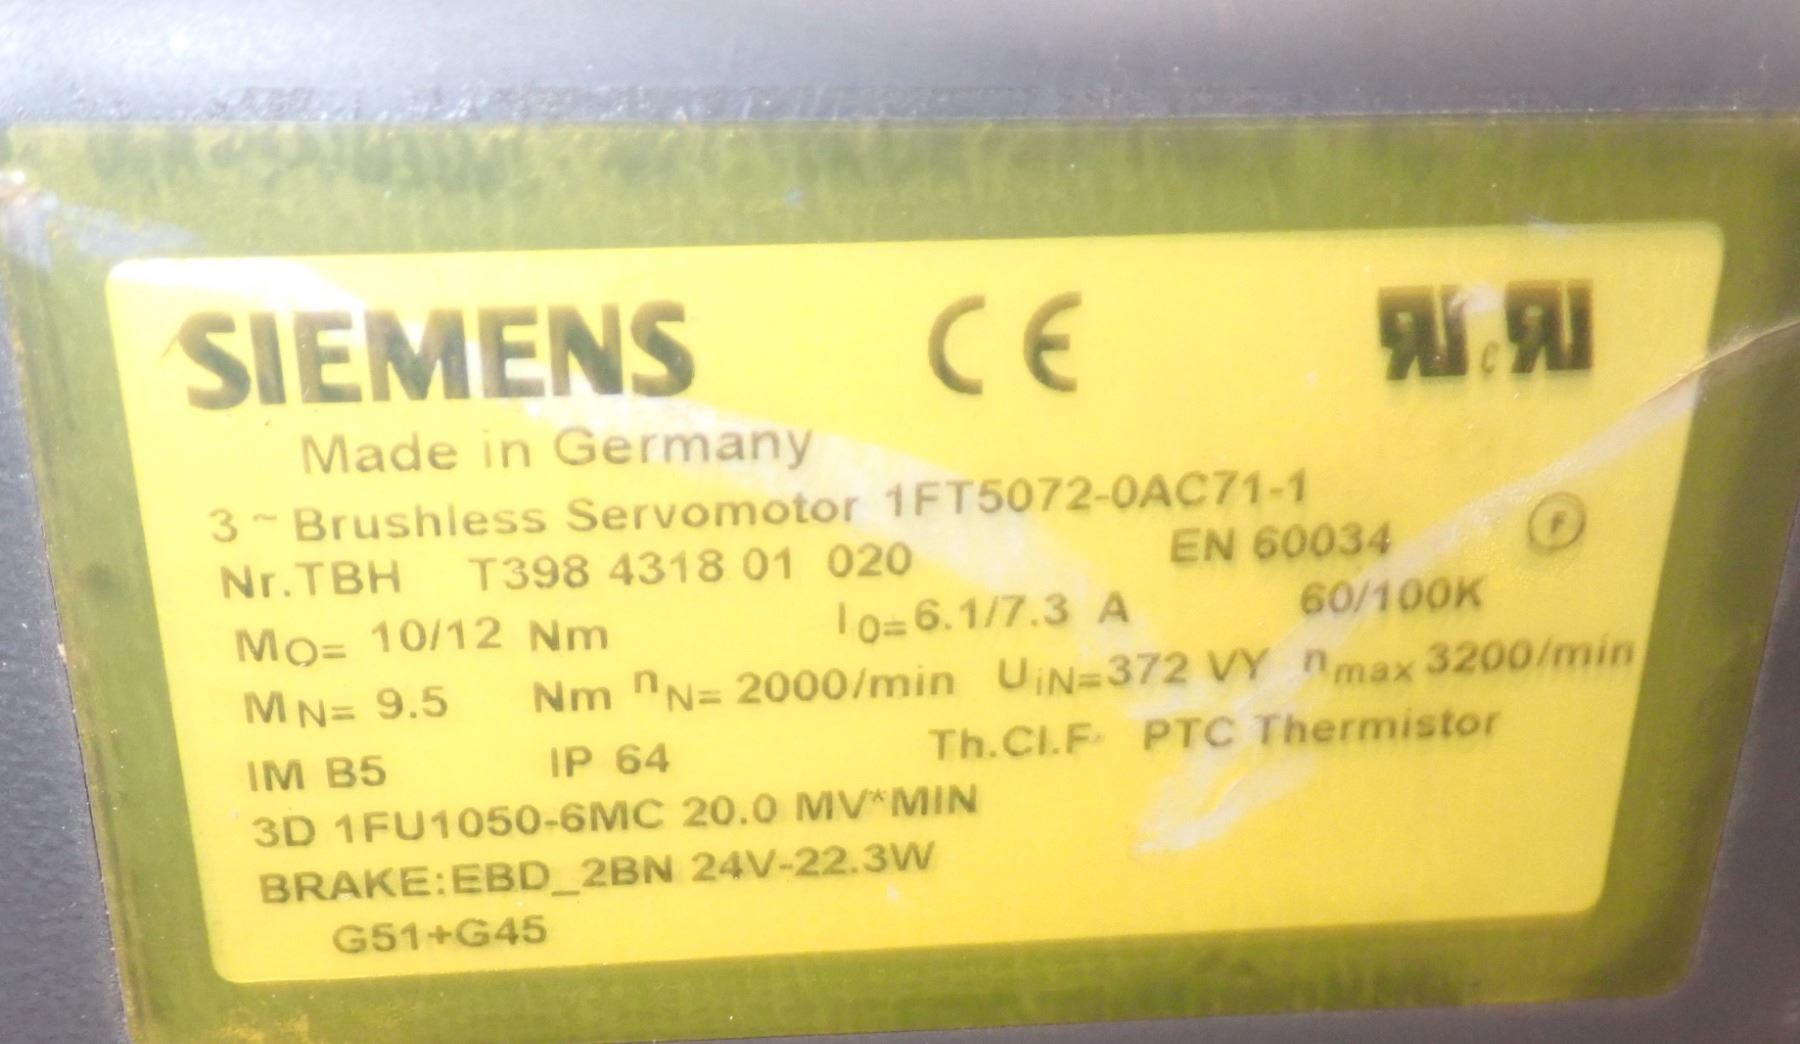 SIEMENS CE RU c RU
Made in Germany
3 ~ Brushless Servomotor 1FT5072-0AC71-1
Nr.TBH T398 4318 01 020 EN 60034 F
MO= 10/12 Nm I0=6.1/7.3 A 60/100K
MN= 9.5 Nm nN= 2000/min UiN=372 VY nmax 3200/min
IM B5 IP 64 Th.Cl.F PTC Thermistor
3D 1FU1050-6MC 20.0 MV*MIN
BRAKE:EBD_2BN 24V-22.3W
G51+G45